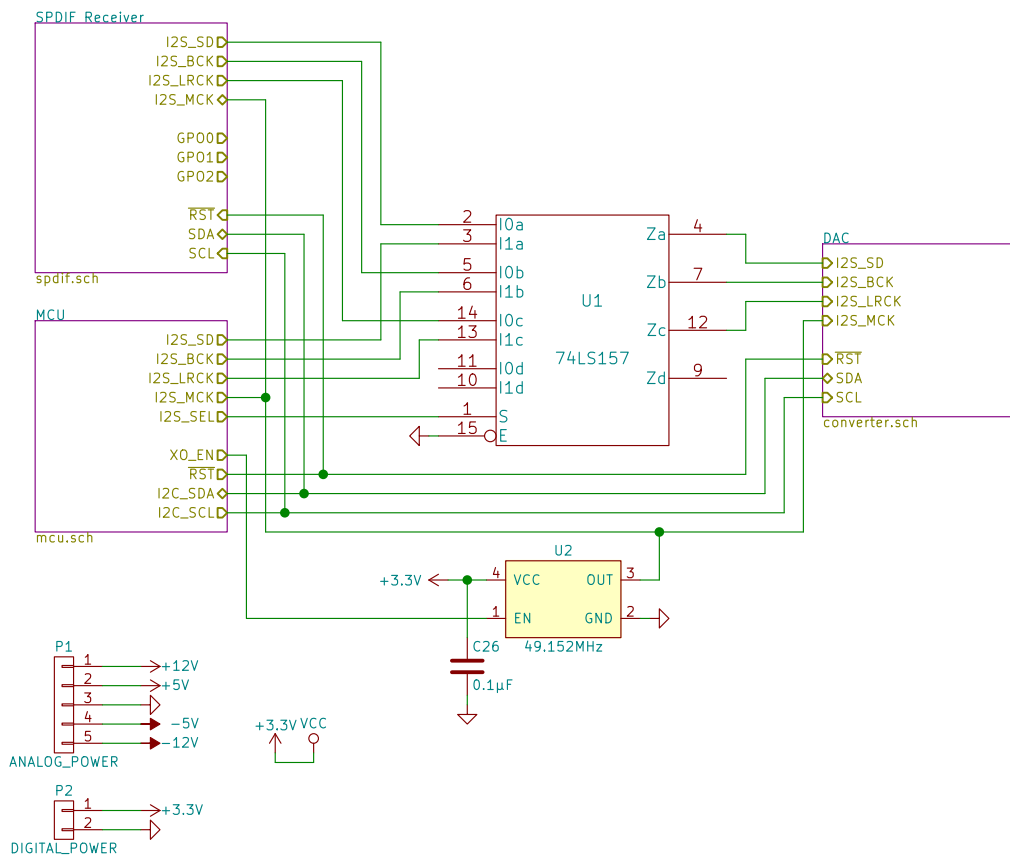 SPDIF Receiver
I2S_SD
I2S_BCK
I2S_LRCK
I2S_MCK
GPO0
GPO1
GPO2
RST
SDA
SCL
spdif.sch
MCU
I2S_SD
I2S_BCK
I2S_LRCK
I2S_MCK
I2S_SEL
XO_EN
RST
I2C_SDA
I2C_SCL
mcu.sch
2 I0a
3 I1a
5 I0b
6 I1b
14 I0c
13 I1c
11 I0d
10 I1d
1 S
15 E
U1
74LS157
Za 4
Zb 7
Zc 12
Zd 9
DAC
I2S_SD
I2S_BCK
I2S_LRCK
I2S_MCK
RST
SDA
SCL
converter.sch
U2
+3.3V 4 VCC OUT 3
1 EN GND 2
49.152MHz
C26
0.1µF
P1
1 +12V
2 +5V
3
4 -5V
5 -12V
ANALOG_POWER
+3.3V VCC
P2
1 +3.3V
2
DIGITAL_POWER